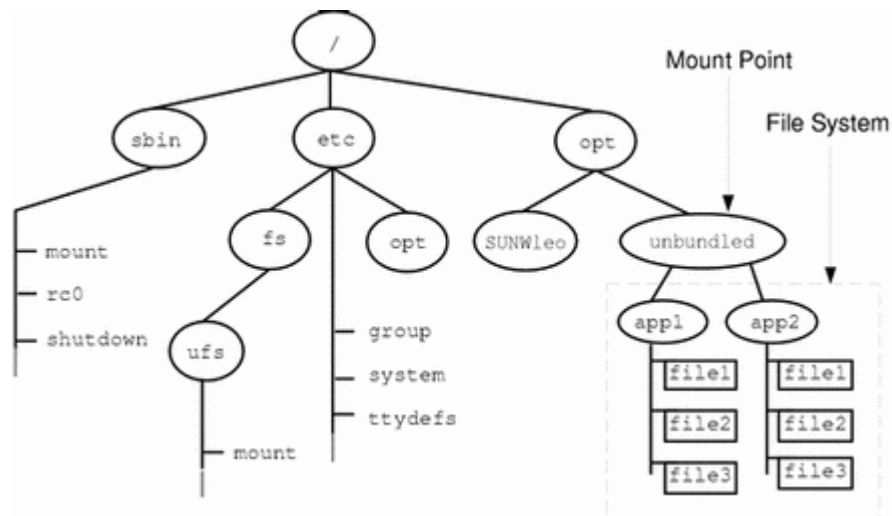 /
Mount Point
File System
sbin
etc
opt
fs
opt
SUNWleo
unbundled
mount
rc0
shutdown
ufs
group
system
ttydefs
mount
app1
app2
file1
file1
file2
file2
file3
file3